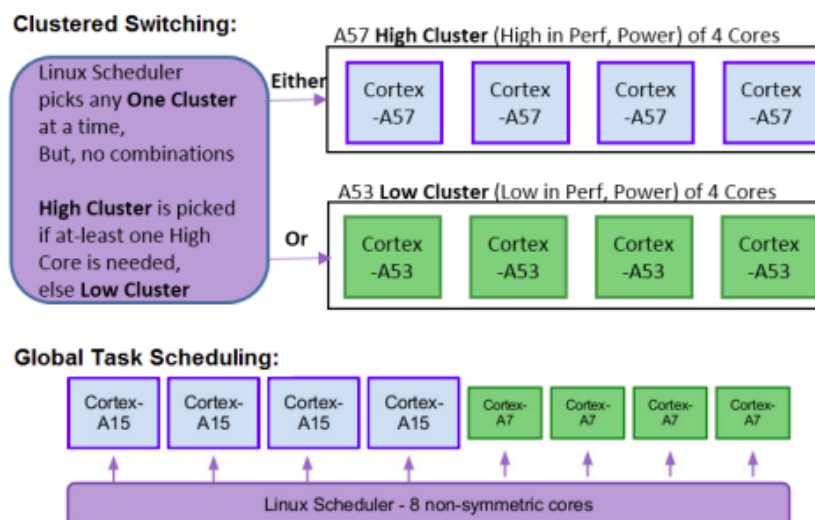 Clustered Switching:
A57 High Cluster (High in Perf, Power) of 4 Cores
Linux Scheduler
picks any One Cluster
at a time,
But, no combinations
High Cluster is picked
if at-least one High
Core is needed,
else Low Cluster
Either
Cortex
-A57
Cortex
-A57
Cortex
-A57
Cortex
-A57
A53 Low Cluster (Low in Perf, Power) of 4 Cores
Or
Cortex
-A53
Cortex
-A53
Cortex
-A53
Cortex
-A53
Global Task Scheduling:
Cortex-
A15
Cortex-
A15
Cortex-
A15
Cortex-
A15
Cortex-
A7
Cortex-
A7
Cortex-
A7
Cortex-
A7
Linux Scheduler - 8 non-symmetric cores